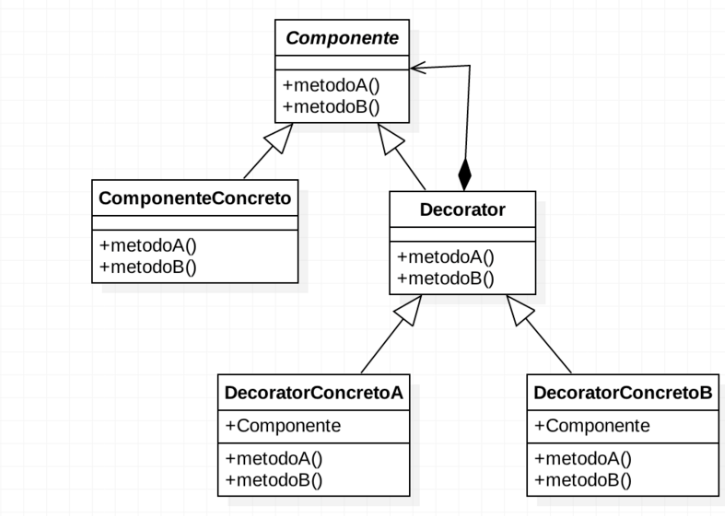 Componente
+metodoA()
+metodoB()
ComponenteConcreto
+metodoA()
+metodoB()
Decorator
+metodoA()
+metodoB()
DecoratorConcretoA
+Componente
+metodoA()
+metodoB()
DecoratorConcretoB
+Componente
+metodoA()
+metodoB()